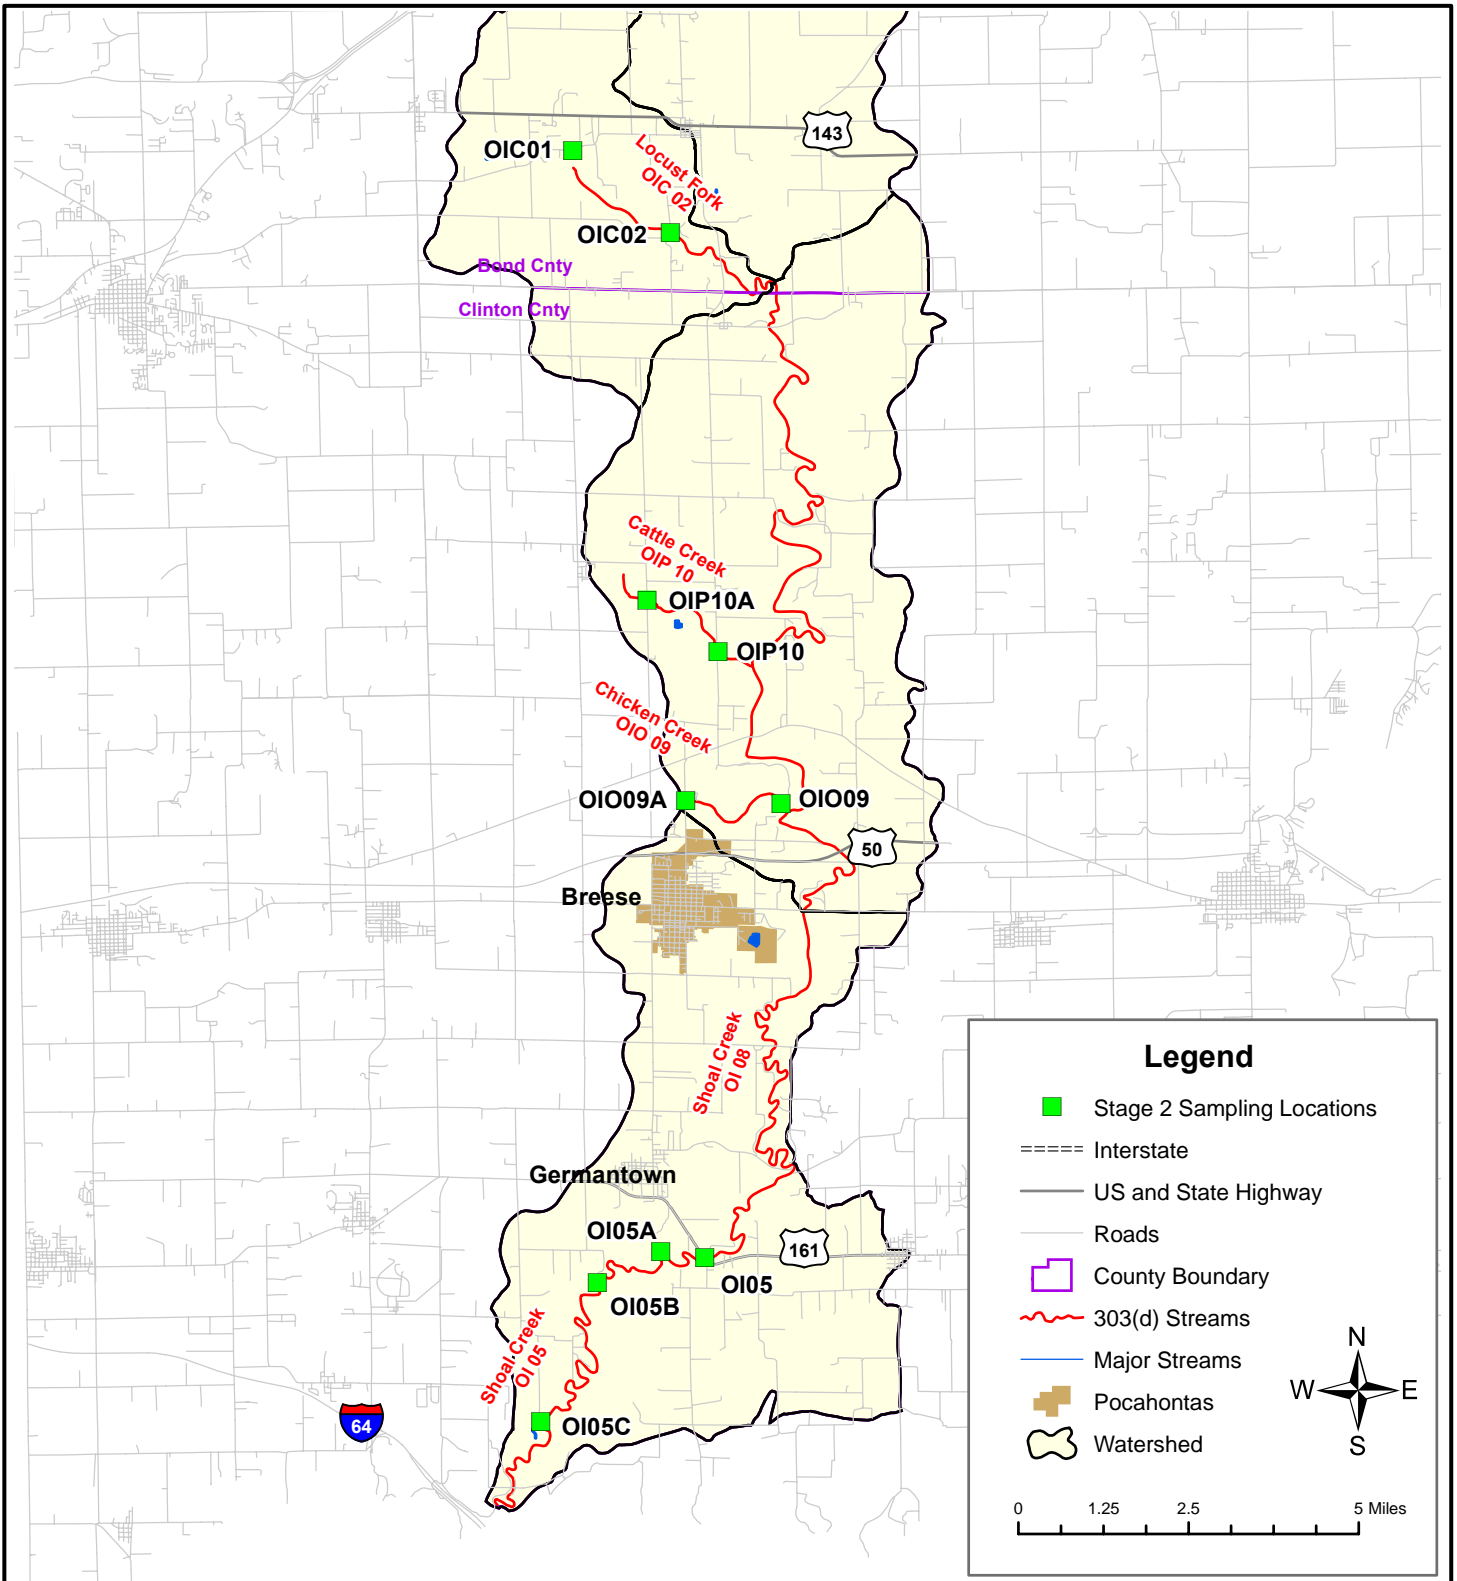 143
OIC01
Locust Fork
OIC 02
OIC02
Bond Cnty
Clinton Cnty
Cattle Creek
OIP 10
OIP10A
OIP10
Chicken Creek
OIO 09
OIO09A
OIO09
50
Breese
Shoal Creek
OI 08
Germantown
OI05A
161
OI05
OI05B
Shoal Creek
OI 05
OI05C
64
Legend
Stage 2 Sampling Locations
Interstate
US and State Highway
Roads
County Boundary
303(d) Streams
Major Streams
Pocahontas
Watershed
N
W E
S
0 1.25 2.5 5 Miles